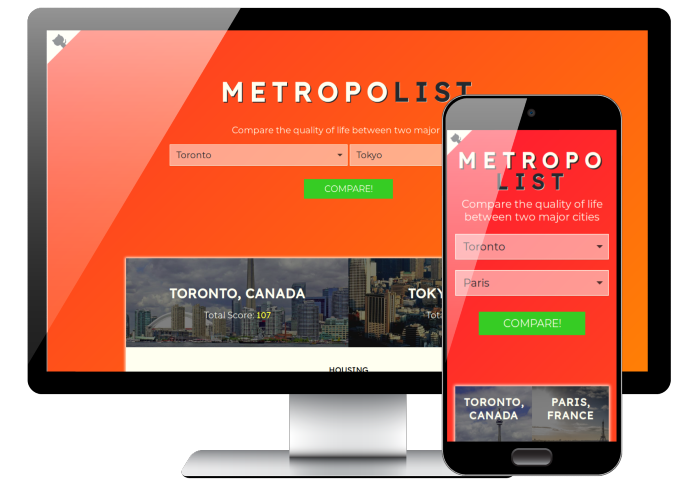 METROPOLIST
Compare the quality of life between two major
Toronto
Tokyo
COMPARE!
TORONTO, CANADA
Total Score: 107
TOKY
Tot
HOUSING
METROPO
LIST
Compare the quality of life
between two major cities
Toronto
Paris
COMPARE!
TORONTO,
CANADA
PARIS,
FRANCE